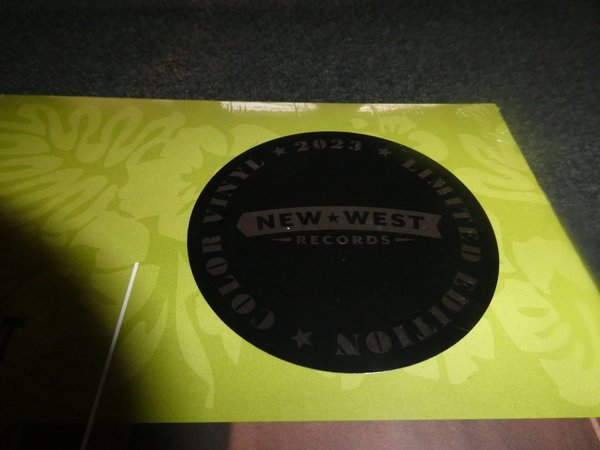 COLOR VINYL ★ 2023 ★ LIMITED EDITION ★
NEW★WEST
RECORDS